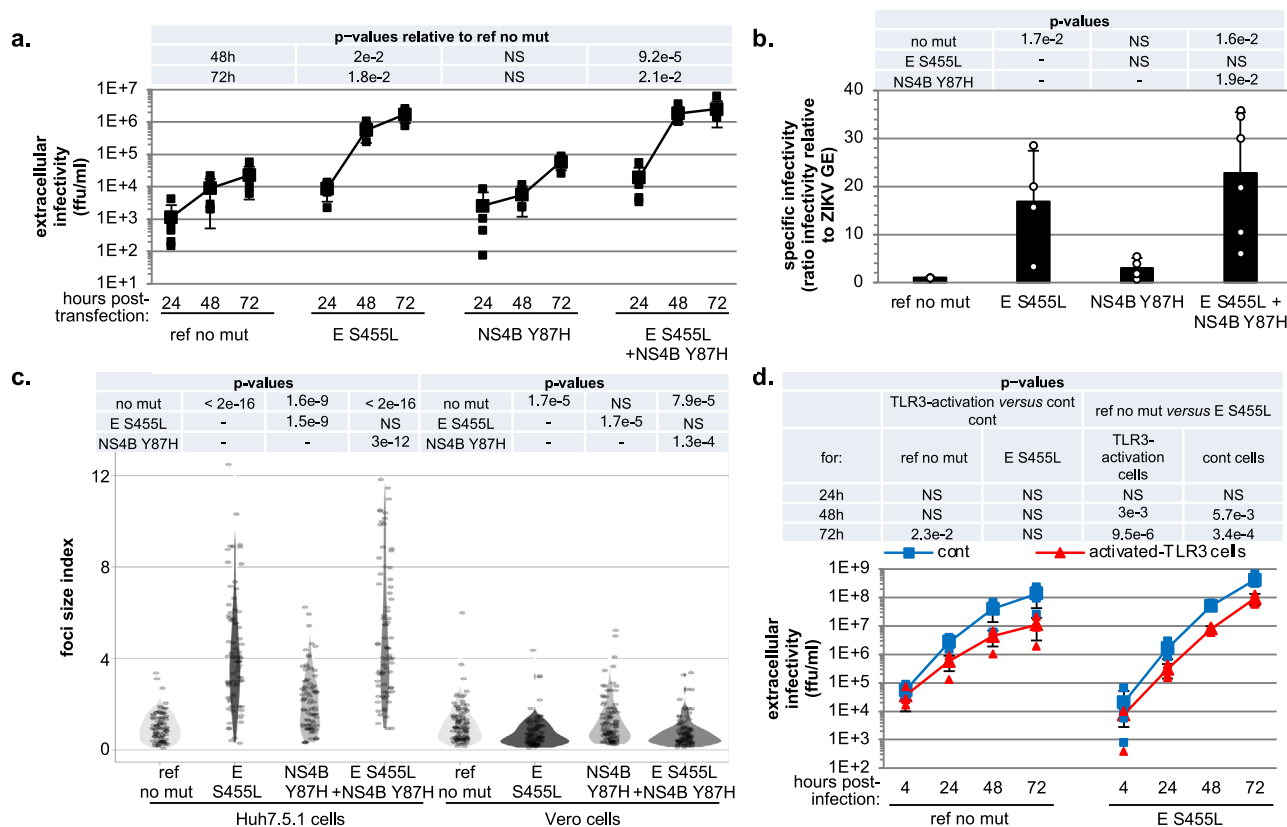 a.
p−values relative to ref no mut
48h 2e-2 NS 9.2e-5
72h 1.8e-2 NS 2.1e-2
1E+7
1E+6
1E+5
1E+4
1E+3
1E+2
1E+1
extracellular
infectivity
(ffu/ml)
hours post-
transfection:
24 48 72 24 48 72 24 48 72 24 48 72
ref no mut E S455L NS4B Y87H E S455L
+NS4B Y87H
b.
p-values
no mut 1.7e-2 NS 1.6e-2
E S455L - NS NS
NS4B Y87H - - 1.9e-2
60
40
20
0
specific infectivity
(ratio infectivity relative
to ZIKV GE)
ref no mut E S455L NS4B Y87H E S455L +
NS4B Y87H
c.
p-values p-values
no mut < 2e-16 1.6e-9 < 2e-16 no mut 1.7e-5 NS 7.9e-5
E S455L - 1.5e-9 NS E S455L - 1.7e-5 NS
NS4B Y87H - - 3e-12 NS4B Y87H - - 1.3e-4
12
8
4
0
foci size index
ref E NS4B E S455L ref E NS4B E S455L
no mut S455L Y87H +NS4B Y87H no mut S455L Y87H +NS4B Y87H
Huh7.5.1 cells Vero cells
d.
p-values
TLR3-activation versus cont
cont
ref no mut versus E S455L
for: ref no mut E S455L TLR3-
activation
cells
cont cells
24h NS NS NS NS
48h NS NS 3e-3 5.7e-3
72h 2.3e-2 NS 9.5e-6 3.4e-4
cont activated-TLR3 cells
1E+9
1E+8
1E+7
1E+6
1E+5
1E+4
1E+3
1E+2
extracellular
infectivity
(ffu/ml)
hours post-
infection:
4 24 48 72 4 24 48 72
ref no mut E S455L